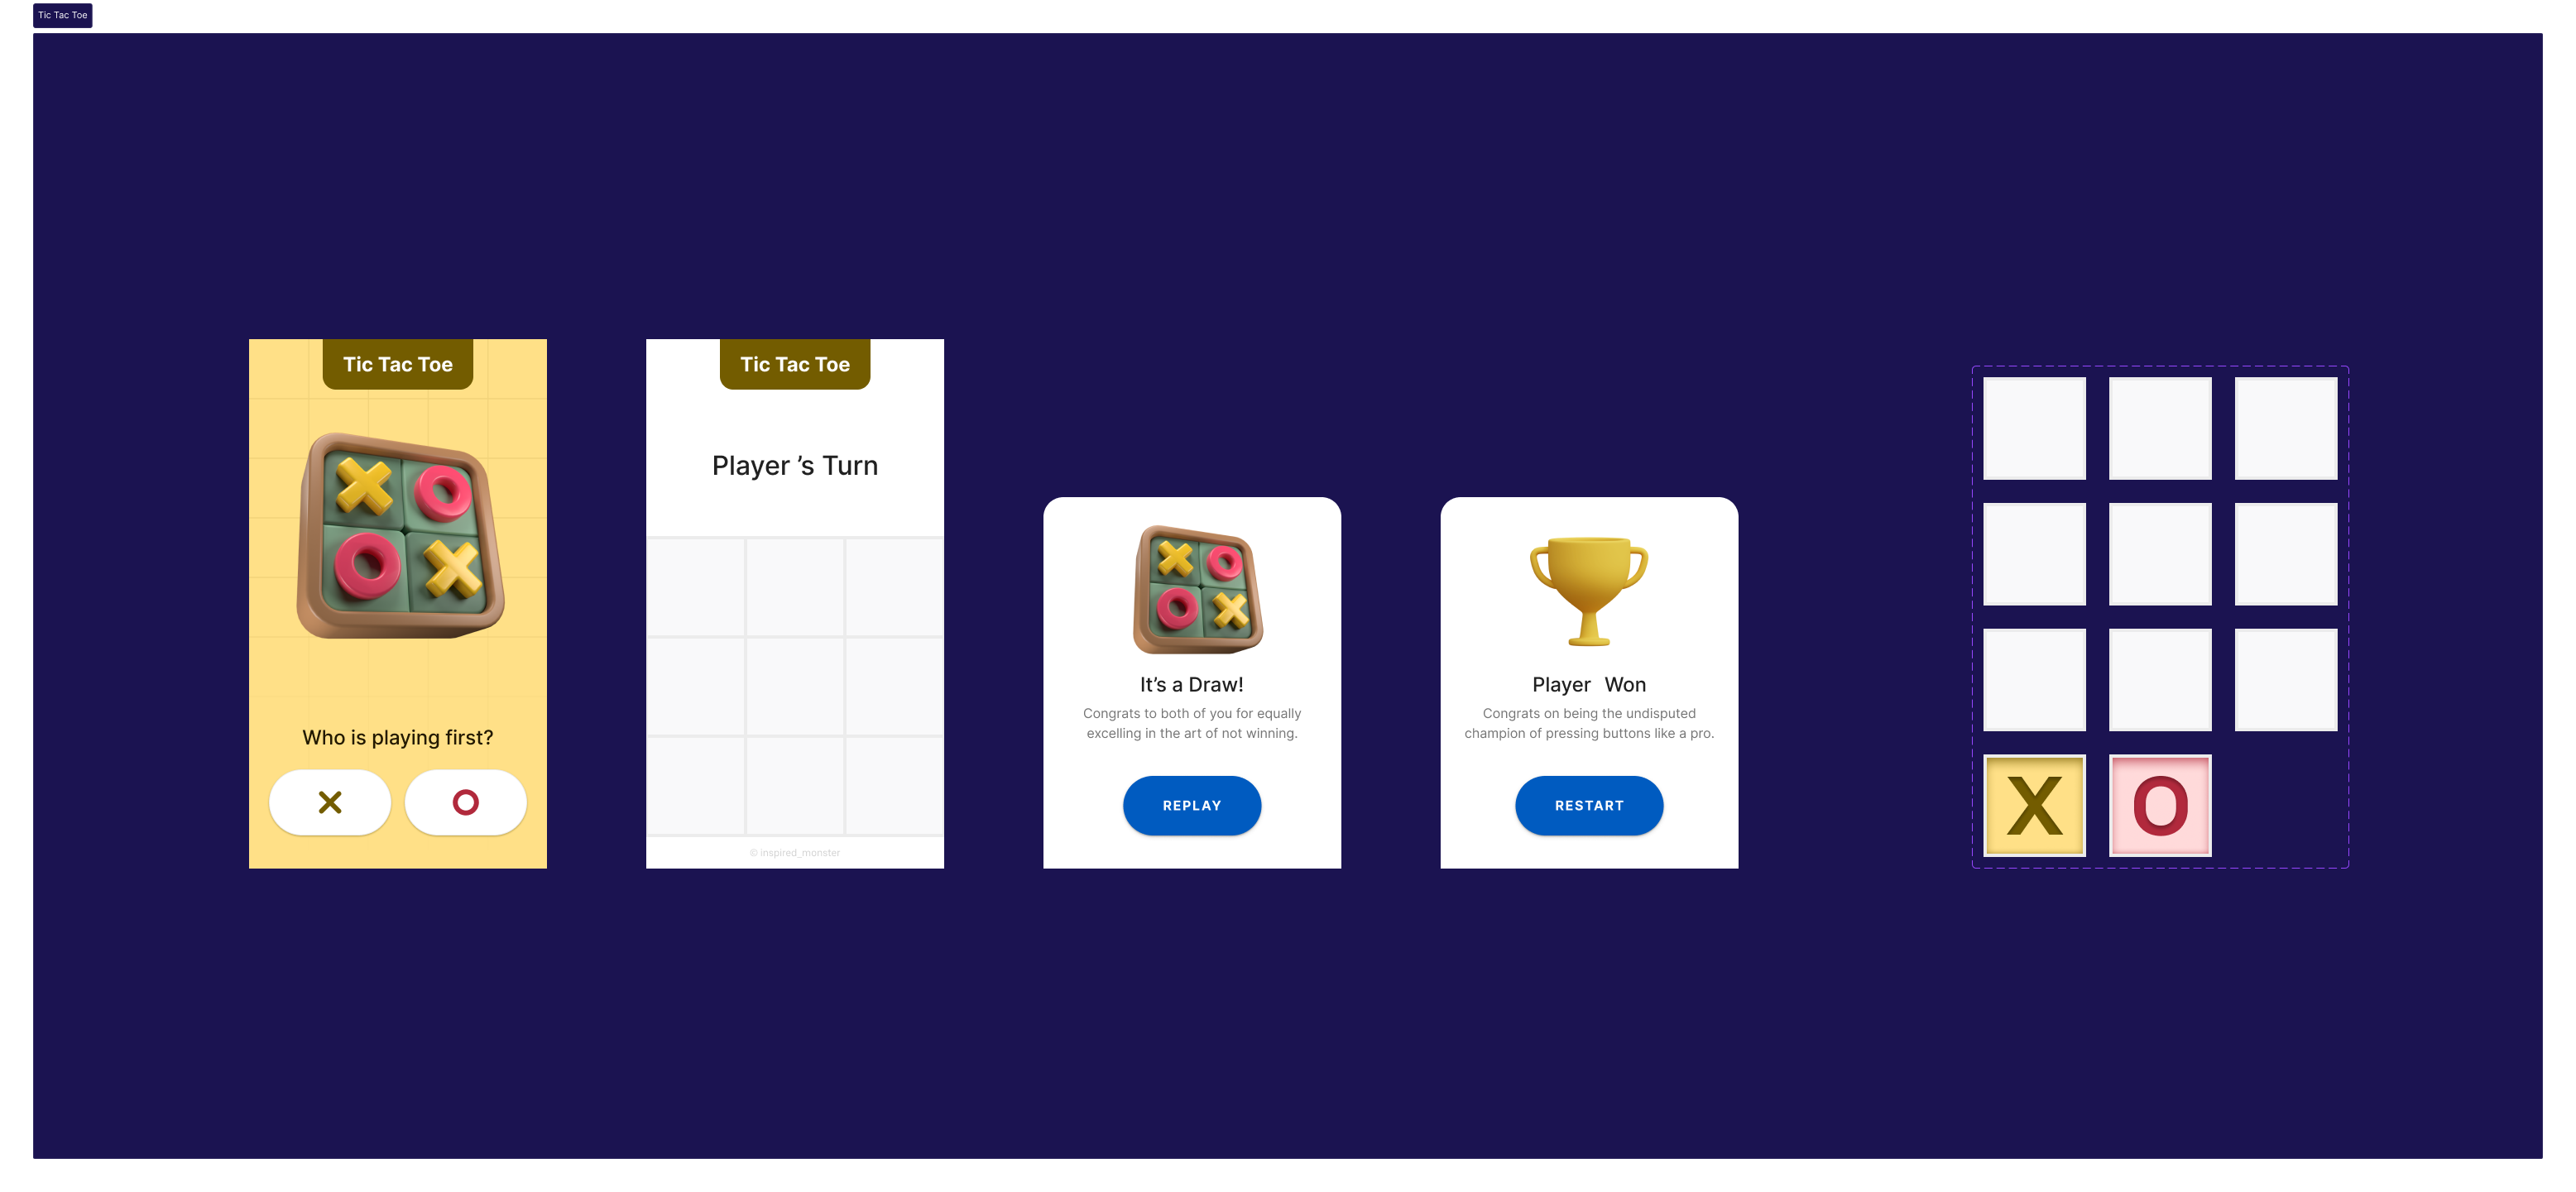 Tic Tac Toe
Tic Tac Toe
Who is playing first?
Tic Tac Toe
Player ’s Turn
© inspired_monster
It’s a Draw!
Congrats to both of you for equally
excelling in the art of not winning.
REPLAY
Player Won
Congrats on being the undisputed
champion of pressing buttons like a pro.
RESTART
X O